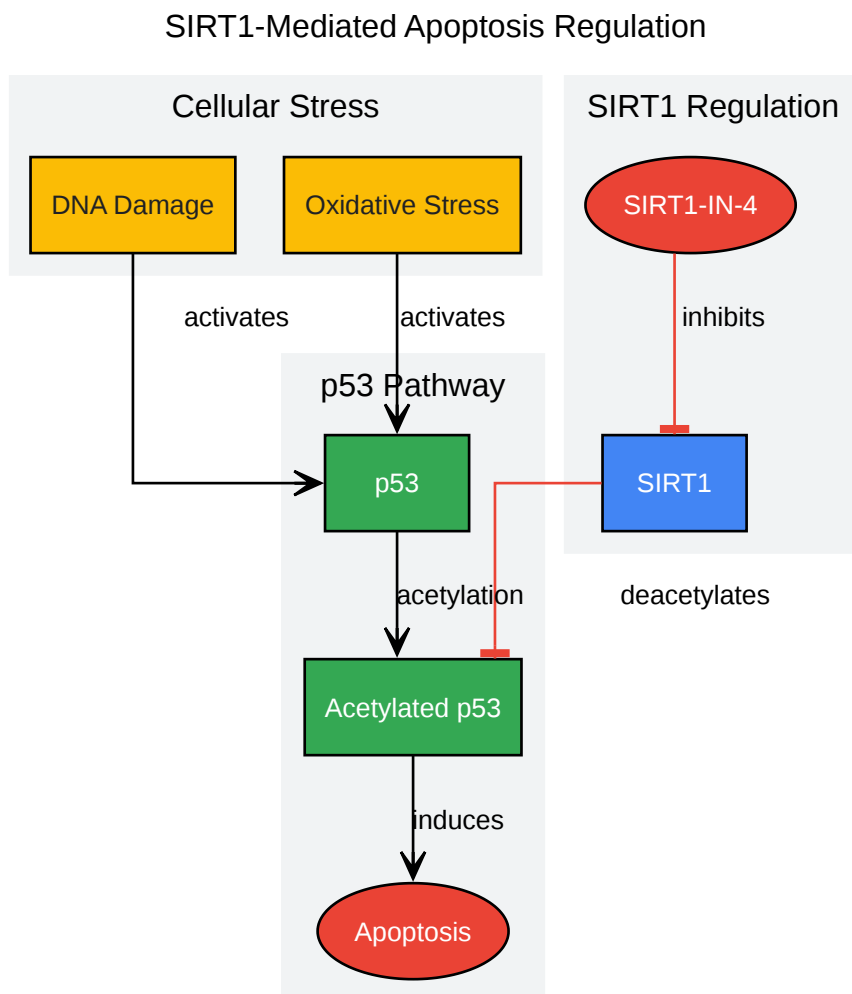 SIRT1-Mediated Apoptosis Regulation
Cellular Stress
SIRT1 Regulation
DNA Damage
Oxidative Stress
SIRT1-IN-4
activates
activates
inhibits
p53 Pathway
p53
SIRT1
acetylation
deacetylates
Acetylated p53
induces
Apoptosis